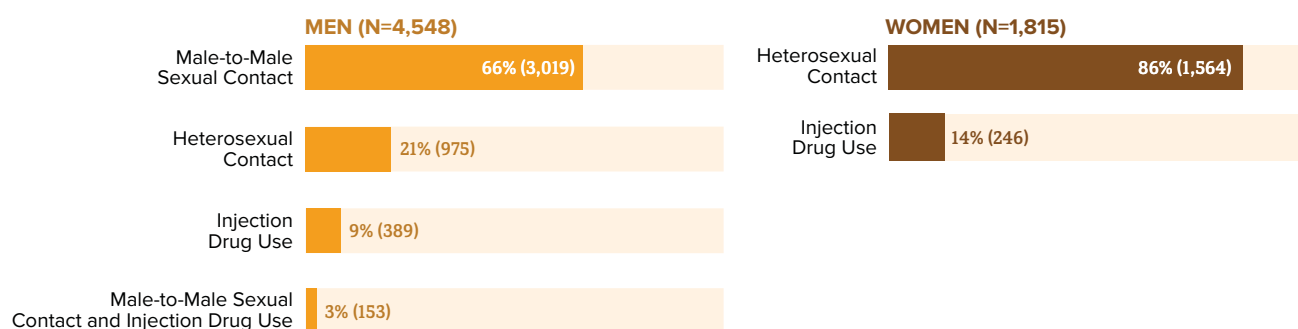 MEN (N=4,548)
Male-to-Male
Sexual Contact
66% (3,019)
Heterosexual
Contact
21% (975)
Injection
Drug Use
9% (389)
Male-to-Male Sexual
Contact and Injection Drug Use
3% (153)
WOMEN (N=1,815)
Heterosexual
Contact
86% (1,564)
Injection
Drug Use
14% (246)